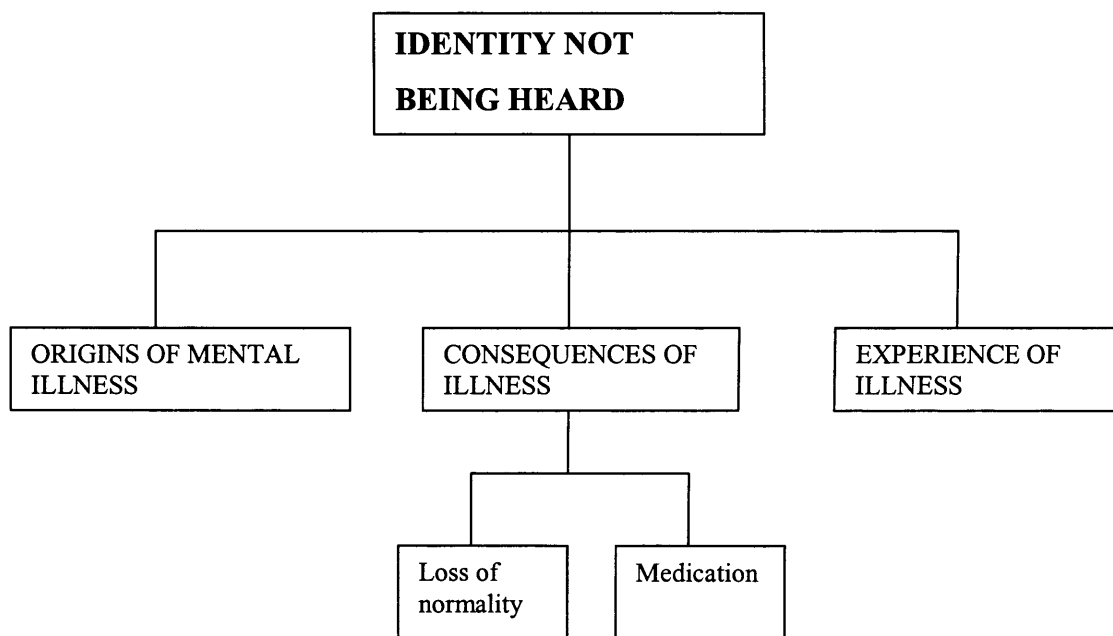 IDENTITY NOT
BEING HEARD
ORIGINS OF MENTAL
ILLNESS
CONSEQUENCES OF
ILLNESS
EXPERIENCE OF
ILLNESS
Loss of
normality
Medication